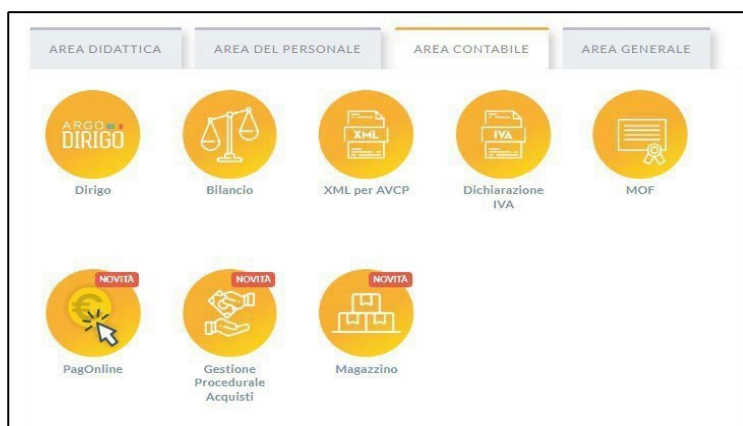 AREA DIDATTICA
AREA DEL PERSONALE
AREA CONTABILE
AREA GENERALE
ARGO
DIRIGO
XML
IVA
Dirigo
Bilancio
XML per AVCP
Dichiarazione
IVA
MOF
NOVITÀ
NOVITÀ
NOVITÀ
€
PagOnline
Gestione
Procedurale
Acquisti
Magazzino